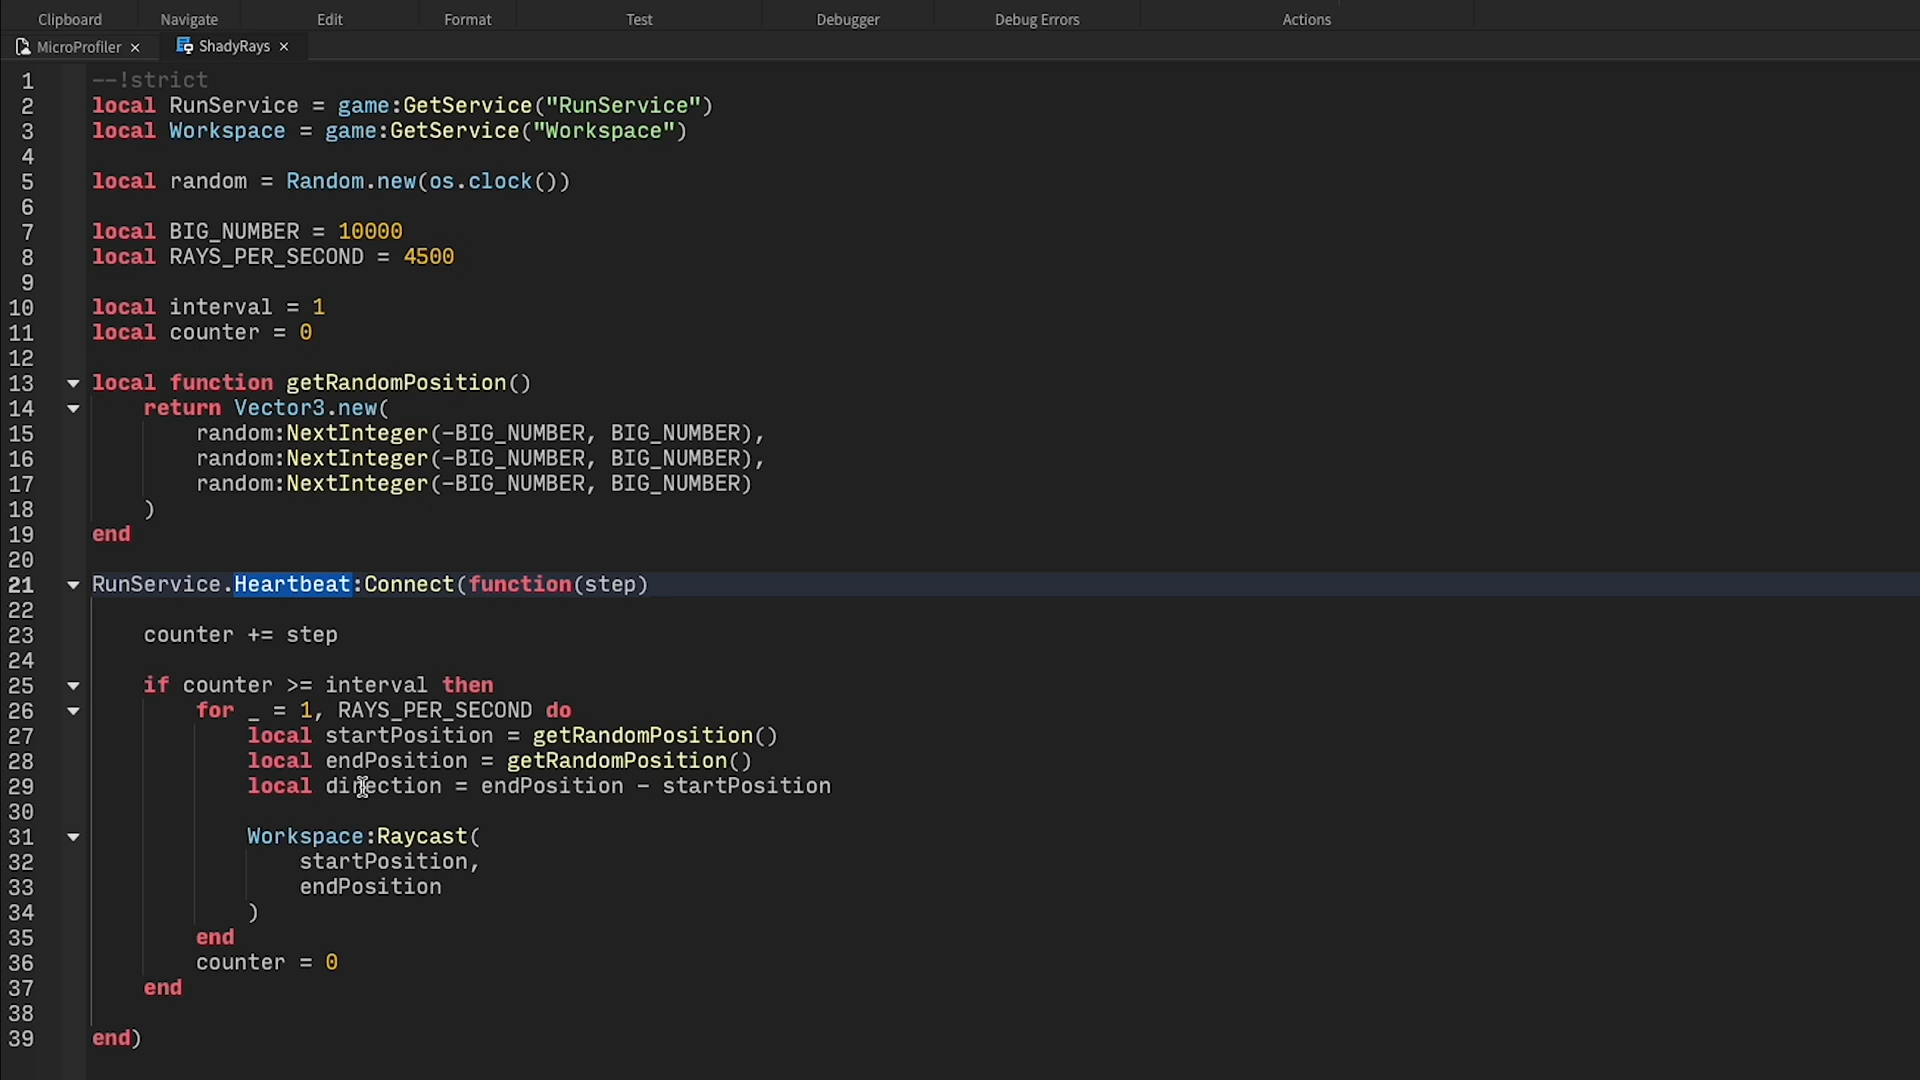 Clipboard Navigate Edit Format Test Debugger Debug Errors Actions
MicroProfiler × ShadyRays ×
1 --!strict
2 local RunService = game:GetService("RunService")
3 local Workspace = game:GetService("Workspace")
4
5 local random = Random.new(os.clock())
6
7 local BIG_NUMBER = 10000
8 local RAYS_PER_SECOND = 4500
9
10 local interval = 1
11 local counter = 0
12
13 local function getRandomPosition()
14 return Vector3.new(
15 random:NextInteger(-BIG_NUMBER, BIG_NUMBER),
16 random:NextInteger(-BIG_NUMBER, BIG_NUMBER),
17 random:NextInteger(-BIG_NUMBER, BIG_NUMBER)
18 )
19 end
20
21 RunService.Heartbeat:Connect(function(step)
22
23 counter += step
24
25 if counter >= interval then
26 for _ = 1, RAYS_PER_SECOND do
27 local startPosition = getRandomPosition()
28 local endPosition = getRandomPosition()
29 local direction = endPosition - startPosition
30
31 Workspace:Raycast(
32 startPosition,
33 endPosition
34 )
35 end
36 counter = 0
37 end
38
39 end)